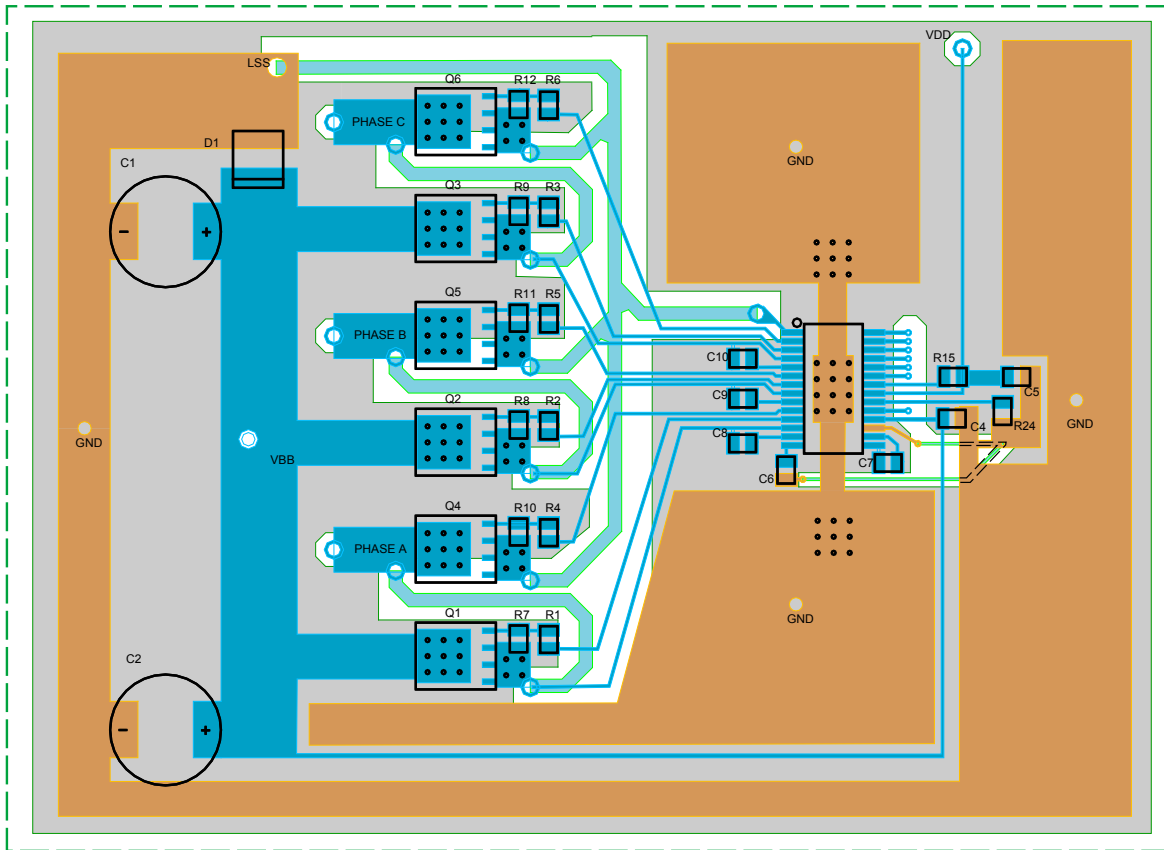 VDD
LSS
Q6 R12 R6
PHASE C
D1
C1
GND
Q3 R9 R3
- +
Q5 R11 R5
PHASE B
C10
R15
C5
C9
Q2 R8 R2
GND
GND
R24
C4
C8
VBB
C7
C6
Q4 R10 R4
PHASE A
Q1 R7 R1
GND
C2
- +